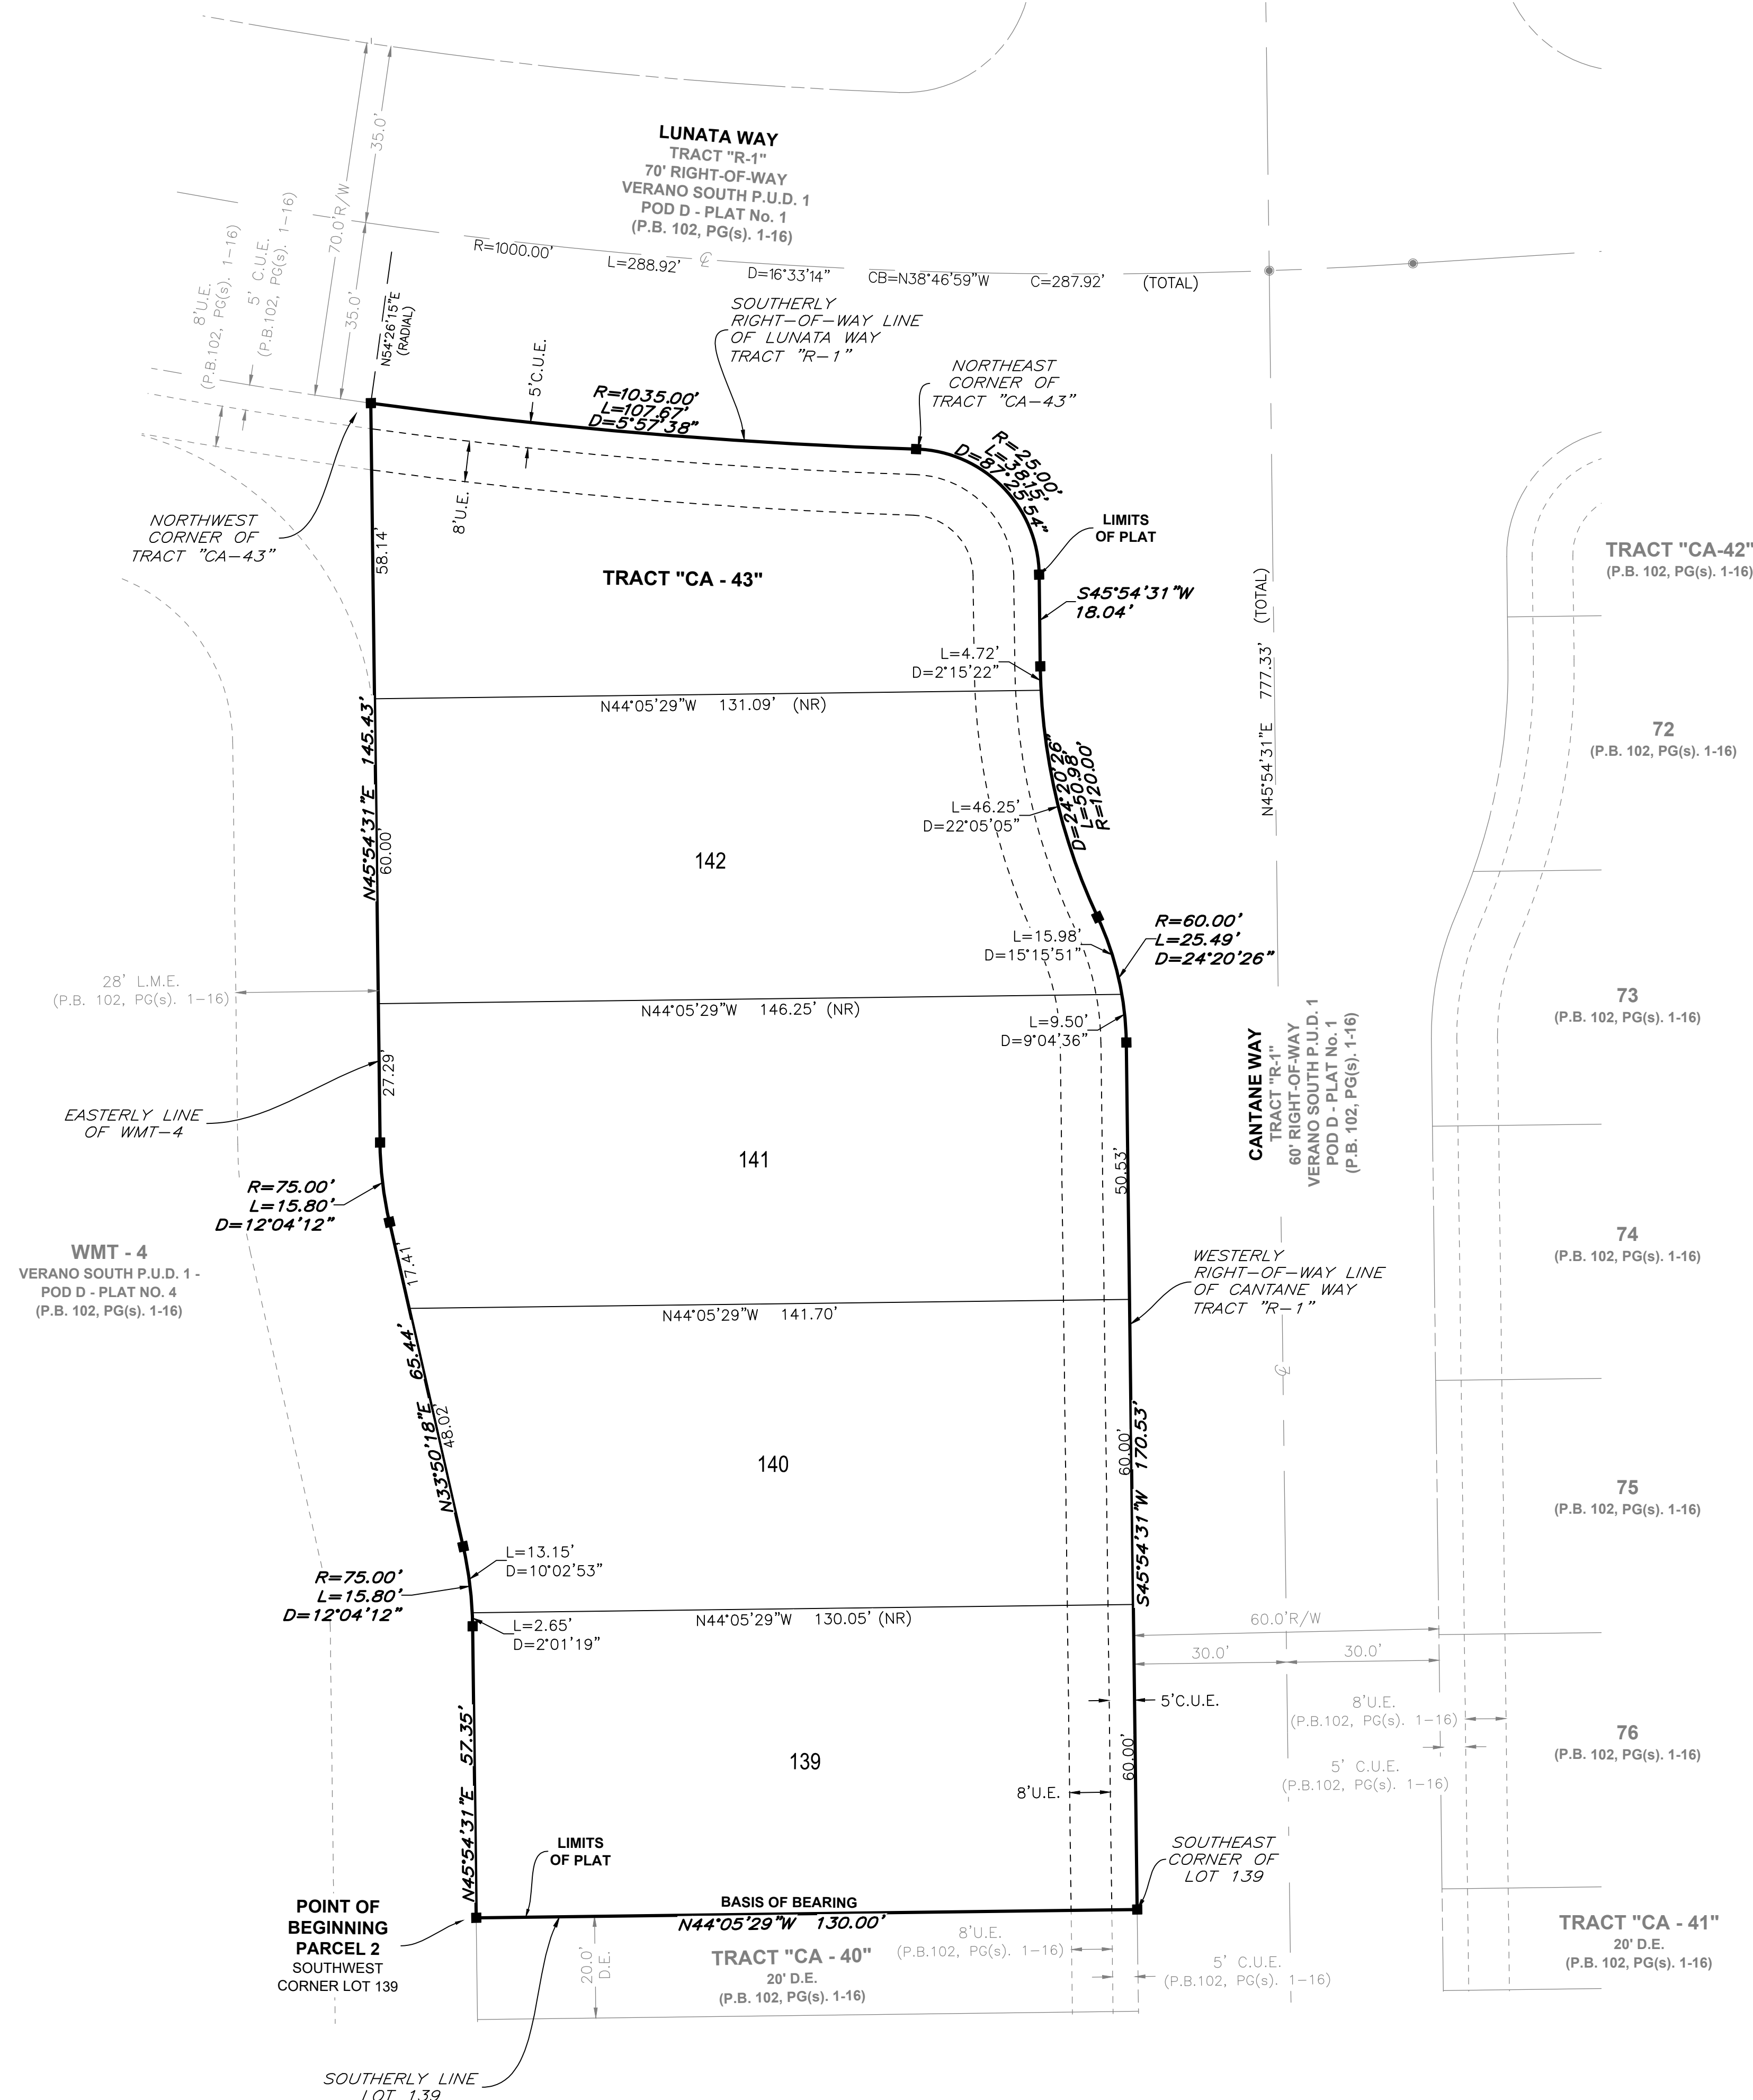 35.0'
70.0'R/W
35.0'
8'U.E.
(P.B.102, PG(s). 1-16)
5' C.U.E.
(P.B.102, PG(s). 1-16)
LUNATA WAY
TRACT "R-1"
70' RIGHT-OF-WAY
VERANO SOUTH P.U.D. 1
POD D - PLAT No. 1
(P.B. 102, PG(s). 1-16)
R=1000.00' L=288.92' ℄ D=16°33'14" CB=N38°46'59"W C=287.92' (TOTAL)
N54°26'15"E
(RADIAL)
SOUTHERLY
RIGHT-OF-WAY LINE
OF LUNATA WAY
TRACT "R-1"
NORTHEAST
CORNER OF
TRACT "CA-43"
5'C.U.E.
R=1035.00'
L=107.67'
D=5°57'38"
R=25.00'
L=38.15'
D=87°25'54"
8'U.E.
NORTHWEST
CORNER OF
TRACT "CA-43"
58.14'
LIMITS
OF PLAT
TRACT "CA - 43"
S45°54'31"W
18.04'
TRACT "CA-42"
(P.B. 102, PG(s). 1-16)
N45°54'31"E 777.33' (TOTAL)
L=4.72'
D=2°15'22"
N44°05'29"W 131.09' (NR)
N45°54'31"E 145.43'
60.00'
D=24°20'26"
L=50.98'
R=120.00'
L=46.25'
D=22°05'05"
142
72
(P.B. 102, PG(s). 1-16)
L=15.98'
D=15°15'51"
R=60.00'
L=25.49'
D=24°20'26"
28' L.M.E.
(P.B. 102, PG(s). 1-16)
N44°05'29"W 146.25' (NR)
L=9.50'
D=9°04'36"
73
(P.B. 102, PG(s). 1-16)
27.29'
EASTERLY LINE
OF WMT-4
CANTANE WAY
TRACT "R-1"
60' RIGHT-OF-WAY
VERANO SOUTH P.U.D. 1
POD D - PLAT No. 1
(P.B. 102, PG(s). 1-16)
141
50.53'
R=75.00'
L=15.80'
D=12°04'12"
17.41'
WMT - 4
VERANO SOUTH P.U.D. 1 -
POD D - PLAT NO. 4
(P.B. 102, PG(s). 1-16)
74
(P.B. 102, PG(s). 1-16)
WESTERLY
RIGHT-OF-WAY LINE
OF CANTANE WAY
TRACT "R-1"
N44°05'29"W 141.70'
℄
N33°50'18"E 65.44'
48.02'
140
60.00'
S45°54'31"W 170.53'
75
(P.B. 102, PG(s). 1-16)
L=13.15'
D=10°02'53"
R=75.00'
L=15.80'
D=12°04'12"
N44°05'29"W 130.05' (NR)
L=2.65'
D=2°01'19"
60.0'R/W
30.0' 30.0'
5'C.U.E.
8'U.E.
(P.B.102, PG(s). 1-16)
76
(P.B. 102, PG(s). 1-16)
5' C.U.E.
(P.B.102, PG(s). 1-16)
N45°54'31"E 57.35'
139
60.00'
8'U.E.
LIMITS
OF PLAT
SOUTHEAST
CORNER OF
LOT 139
POINT OF
BEGINNING
PARCEL 2
SOUTHWEST
CORNER LOT 139
BASIS OF BEARING
N44°05'29"W 130.00'
20.0'
D.E.
TRACT "CA - 40"
20' D.E.
(P.B. 102, PG(s). 1-16)
8'U.E.
(P.B.102, PG(s). 1-16)
5' C.U.E.
(P.B.102, PG(s). 1-16)
TRACT "CA - 41"
20' D.E.
(P.B. 102, PG(s). 1-16)
SOUTHERLY LINE
LOT 139